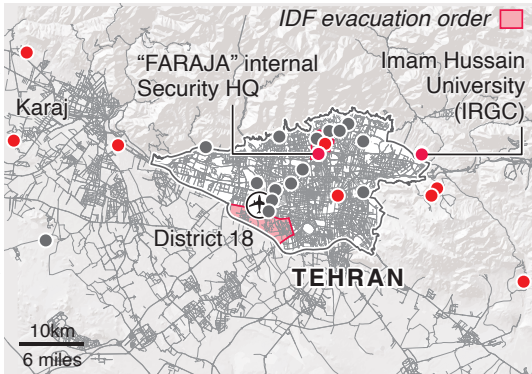 IDF evacuation order
“FARAJA” internal
Security HQ
Imam Hussain
University
(IRGC)
Karaj
District 18
TEHRAN
10km
6 miles